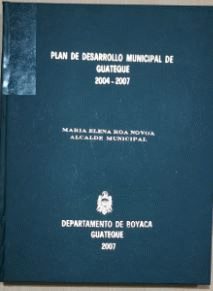 PLAN DE DESARROLLO MUNICIPAL DE
GUATEQUE
2004 - 2007
MARIA ELENA ROA NOVOA
ALCALDE MUNICIPAL
DEPARTAMENTO DE BOYACA
GUATEQUE
2007